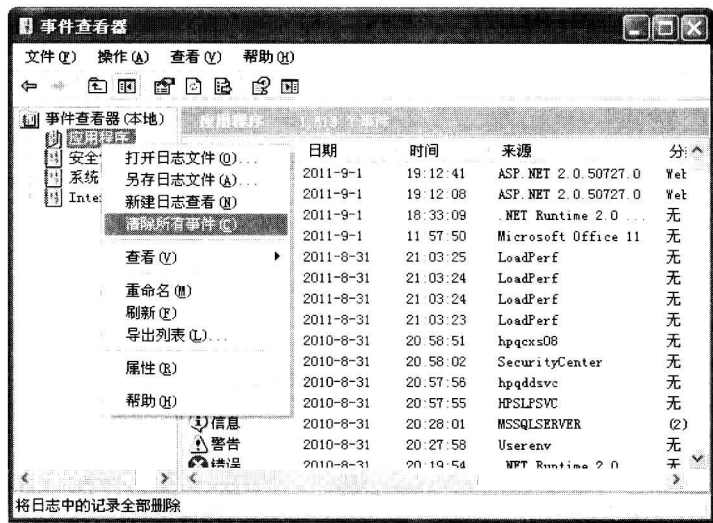 事件查看器
文件(F) 操作(A) 查看(V) 帮助(H)
事件查看器(本地)
应用程序
安全
系统
Inte
打开日志文件(O)...
另存日志文件(A)...
新建日志查看(N)
清除所有事件(C)
查看(V)
重命名(M)
刷新(F)
导出列表(L)...
属性(R)
帮助(H)
应用程序
日期 时间 来源 分
2011-9-1 19:12:41 ASP.NET 2.0.50727.0 Web
2011-9-1 19:12:08 ASP.NET 2.0.50727.0 Web
2011-9-1 18:33:09 .NET Runtime 2.0 ... 无
2011-9-1 11:57:50 Microsoft Office 11 无
2011-8-31 21:03:25 LoadPerf 无
2011-8-31 21:03:24 LoadPerf 无
2011-8-31 21:03:24 LoadPerf 无
2011-8-31 21:03:23 LoadPerf 无
2010-8-31 20:58:51 hpqcxs08 无
2010-8-31 20:58:02 SecurityCenter 无
2010-8-31 20:57:56 hpqddsvc 无
2010-8-31 20:57:55 HPSLPSVC 无
信息 2010-8-31 20:28:01 MSSQLSERVER (2)
警告 2010-8-31 20:27:58 Userenv 无
错误 2010-8-31 20:19:54 .NET Runtime 2.0 无
将日志中的记录全部删除